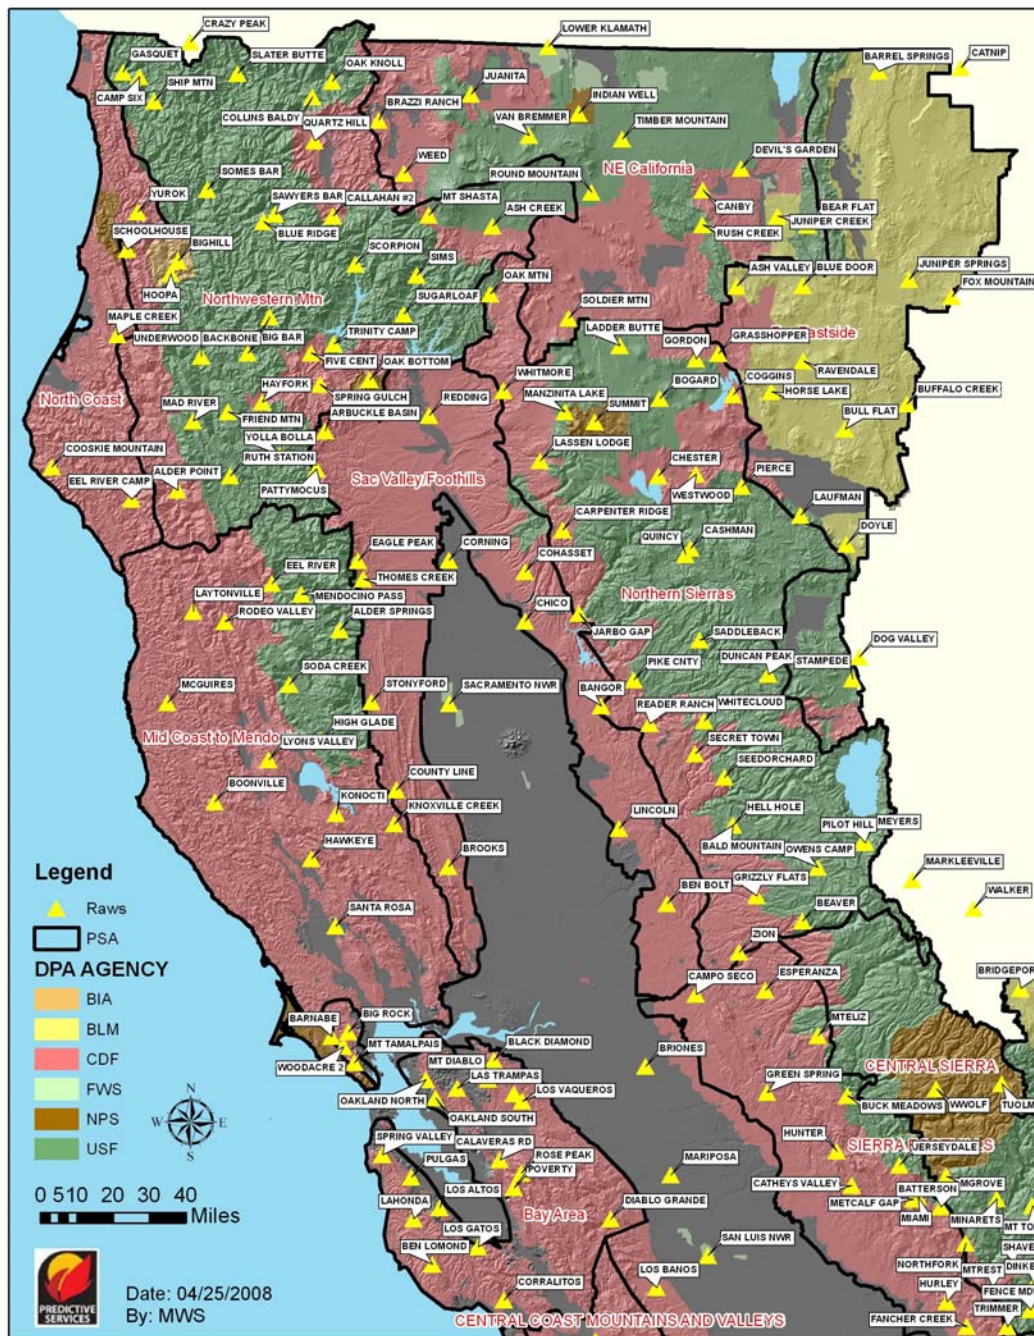 CRAZY PEAK
LOWER KLAMATH
GASQUET
SLATER BUTTE
BARREL SPRINGS
CATNIP
OAK KNOLL
SHIP MTN
JUANITA
CAMP SIX
BRAZZI RANCH
INDIAN WELL
COLLINS BALDY
VAN BREMMER
QUARTZ HILL
TIMBER MOUNTAIN
WEED
DEVIL'S GARDEN
NE California
SOMES BAR
ROUND MOUNTAIN
YUROK
SAWYERS BAR
CALLAHAN #2
CANBY
BEAR FLAT
MT SHASTA
ASH CREEK
JUNIPER CREEK
SCHOOLHOUSE
BLUE RIDGE
RUSH CREEK
BIGHILL
SCORPION
SIMS
ASH VALLEY
BLUE DOOR
OAK MTN
JUNIPER SPRINGS
FOX MOUNTAIN
HOOPA
Northwestern Mtn
SUGARLOAF
SOLDIER MTN
MAPLE CREEK
LADDER BUTTE
GRASSHOPPER
UNDERWOOD
BACKBONE
BIG BAR
TRINITY CAMP
GORDON
Eastside
FIVE CENT
OAK BOTTOM
RAVENDALE
North Coast
HAYFORK
SPRING GULCH
WHITMORE
BOGARD
COGGINS
HORSE LAKE
BUFFALO CREEK
MAD RIVER
ARBUCKLE BASIN
REDDING
MANZINITA LAKE
SUMMIT
FRIEND MTN
BULL FLAT
YOLLA BOLLA
LASSEN LODGE
COOSKIE MOUNTAIN
RUTH STATION
ALDER POINT
CHESTER
PIERCE
EEL RIVER CAMP
PATTYMOCUS
Sac Valley/Foothills
WESTWOOD
LAUFMAN
CARPENTER RIDGE
DOYLE
EAGLE PEAK
CORNING
COHASSET
QUINCY
CASHMAN
EEL RIVER
THOMES CREEK
LAYTONVILLE
MENDOCINO PASS
Northern Sierras
RODEO VALLEY
ALDER SPRINGS
CHICO
JARBO GAP
SADDLEBACK
DOG VALLEY
SODA CREEK
PIKE CNTY
DUNCAN PEAK
STAMPEDE
MCGUIRES
STONYFORD
SACRAMENTO NWR
BANGOR
READER RANCH
WHITECLOUD
HIGH GLADE
Mid Coast to Mendo
LYONS VALLEY
SECRET TOWN
SEEDORCHARD
BOONVILLE
COUNTY LINE
KONOCTI
KNOXVILLE CREEK
LINCOLN
HELL HOLE
PILOT HILL
MEYERS
HAWKEYE
BALD MOUNTAIN
OWENS CAMP
BROOKS
MARKLEEVILLE
BEN BOLT
GRIZZLY FLATS
WALKER
SANTA ROSA
BEAVER
ZION
CAMPO SECO
ESPERANZA
BRIDGEPOR
BARNABE
BIG ROCK
MTELIZ
MT TAMALPAIS
BLACK DIAMOND
WOODACRE 2
MT DIABLO
BRIONES
CENTRAL SIERRA
LAS TRAMPAS
GREEN SPRING
OAKLAND NORTH
LOS VAQUEROS
BUCK MEADOWS
WWOLF
TUOLM
OAKLAND SOUTH
SPRING VALLEY
CALAVERAS RD
HUNTER
JERSEYDALE
PULGAS
ROSE PEAK
POVERTY
MARIPOSA
CATHEYS VALLEY
BATTERSON
MGROVE
LAHONDA
LOS ALTOS
DIABLO GRANDE
METCALF GAP
MIAMI
MINARETS
MT TO
Bay Area
LOS GATOS
SHAVE
BEN LOMOND
SAN LUIS NWR
NORTHFORK
MTREST
DINKE
LOS BANOS
HURLEY
FENCE MD
CORRALITOS
TRIMMER
CENTRAL COAST MOUNTAINS AND VALLEYS
FANCHER CREEK
Legend
Raws
PSA
DPA AGENCY
BIA
BLM
CDF
FWS
NPS
USF
N
W E
S
0 5 10 20 30 40
Miles
PREDICTIVE
SERVICES
Date: 04/25/2008
By: MWS